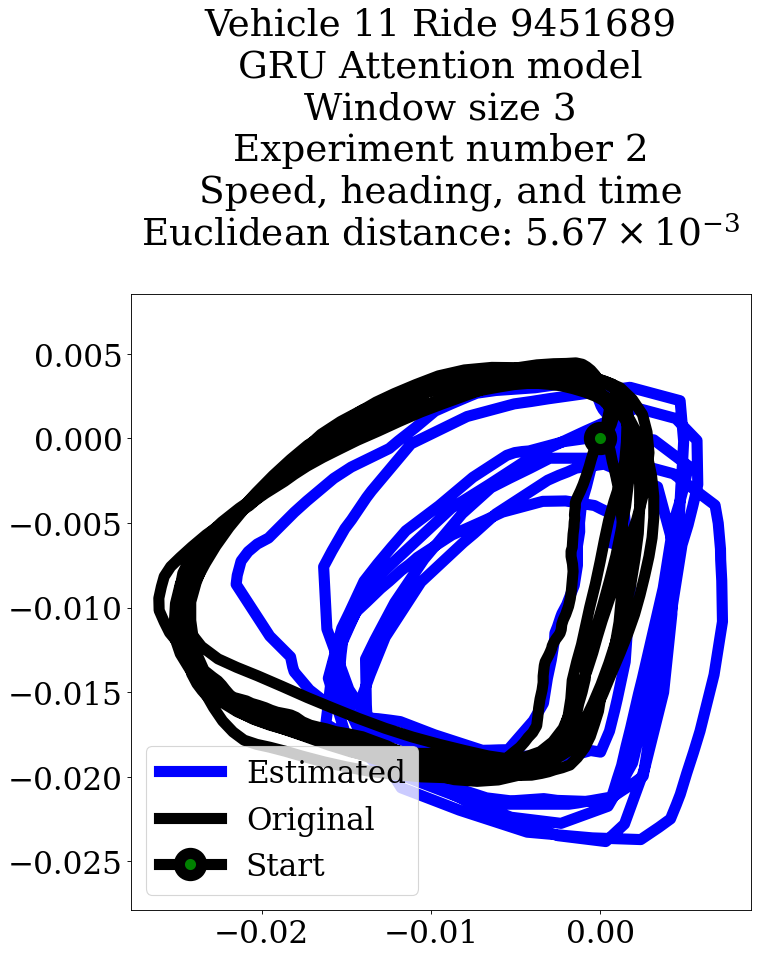 Vehicle 11 Ride 9451689
GRU Attention model
Window size 3
Experiment number 2
Speed, heading, and time
Euclidean distance: 5.67 × 10⁻³
0.005
0.000
−0.005
−0.010
−0.015
−0.020
−0.025
Estimated
Original
Start
−0.02
−0.01
0.00